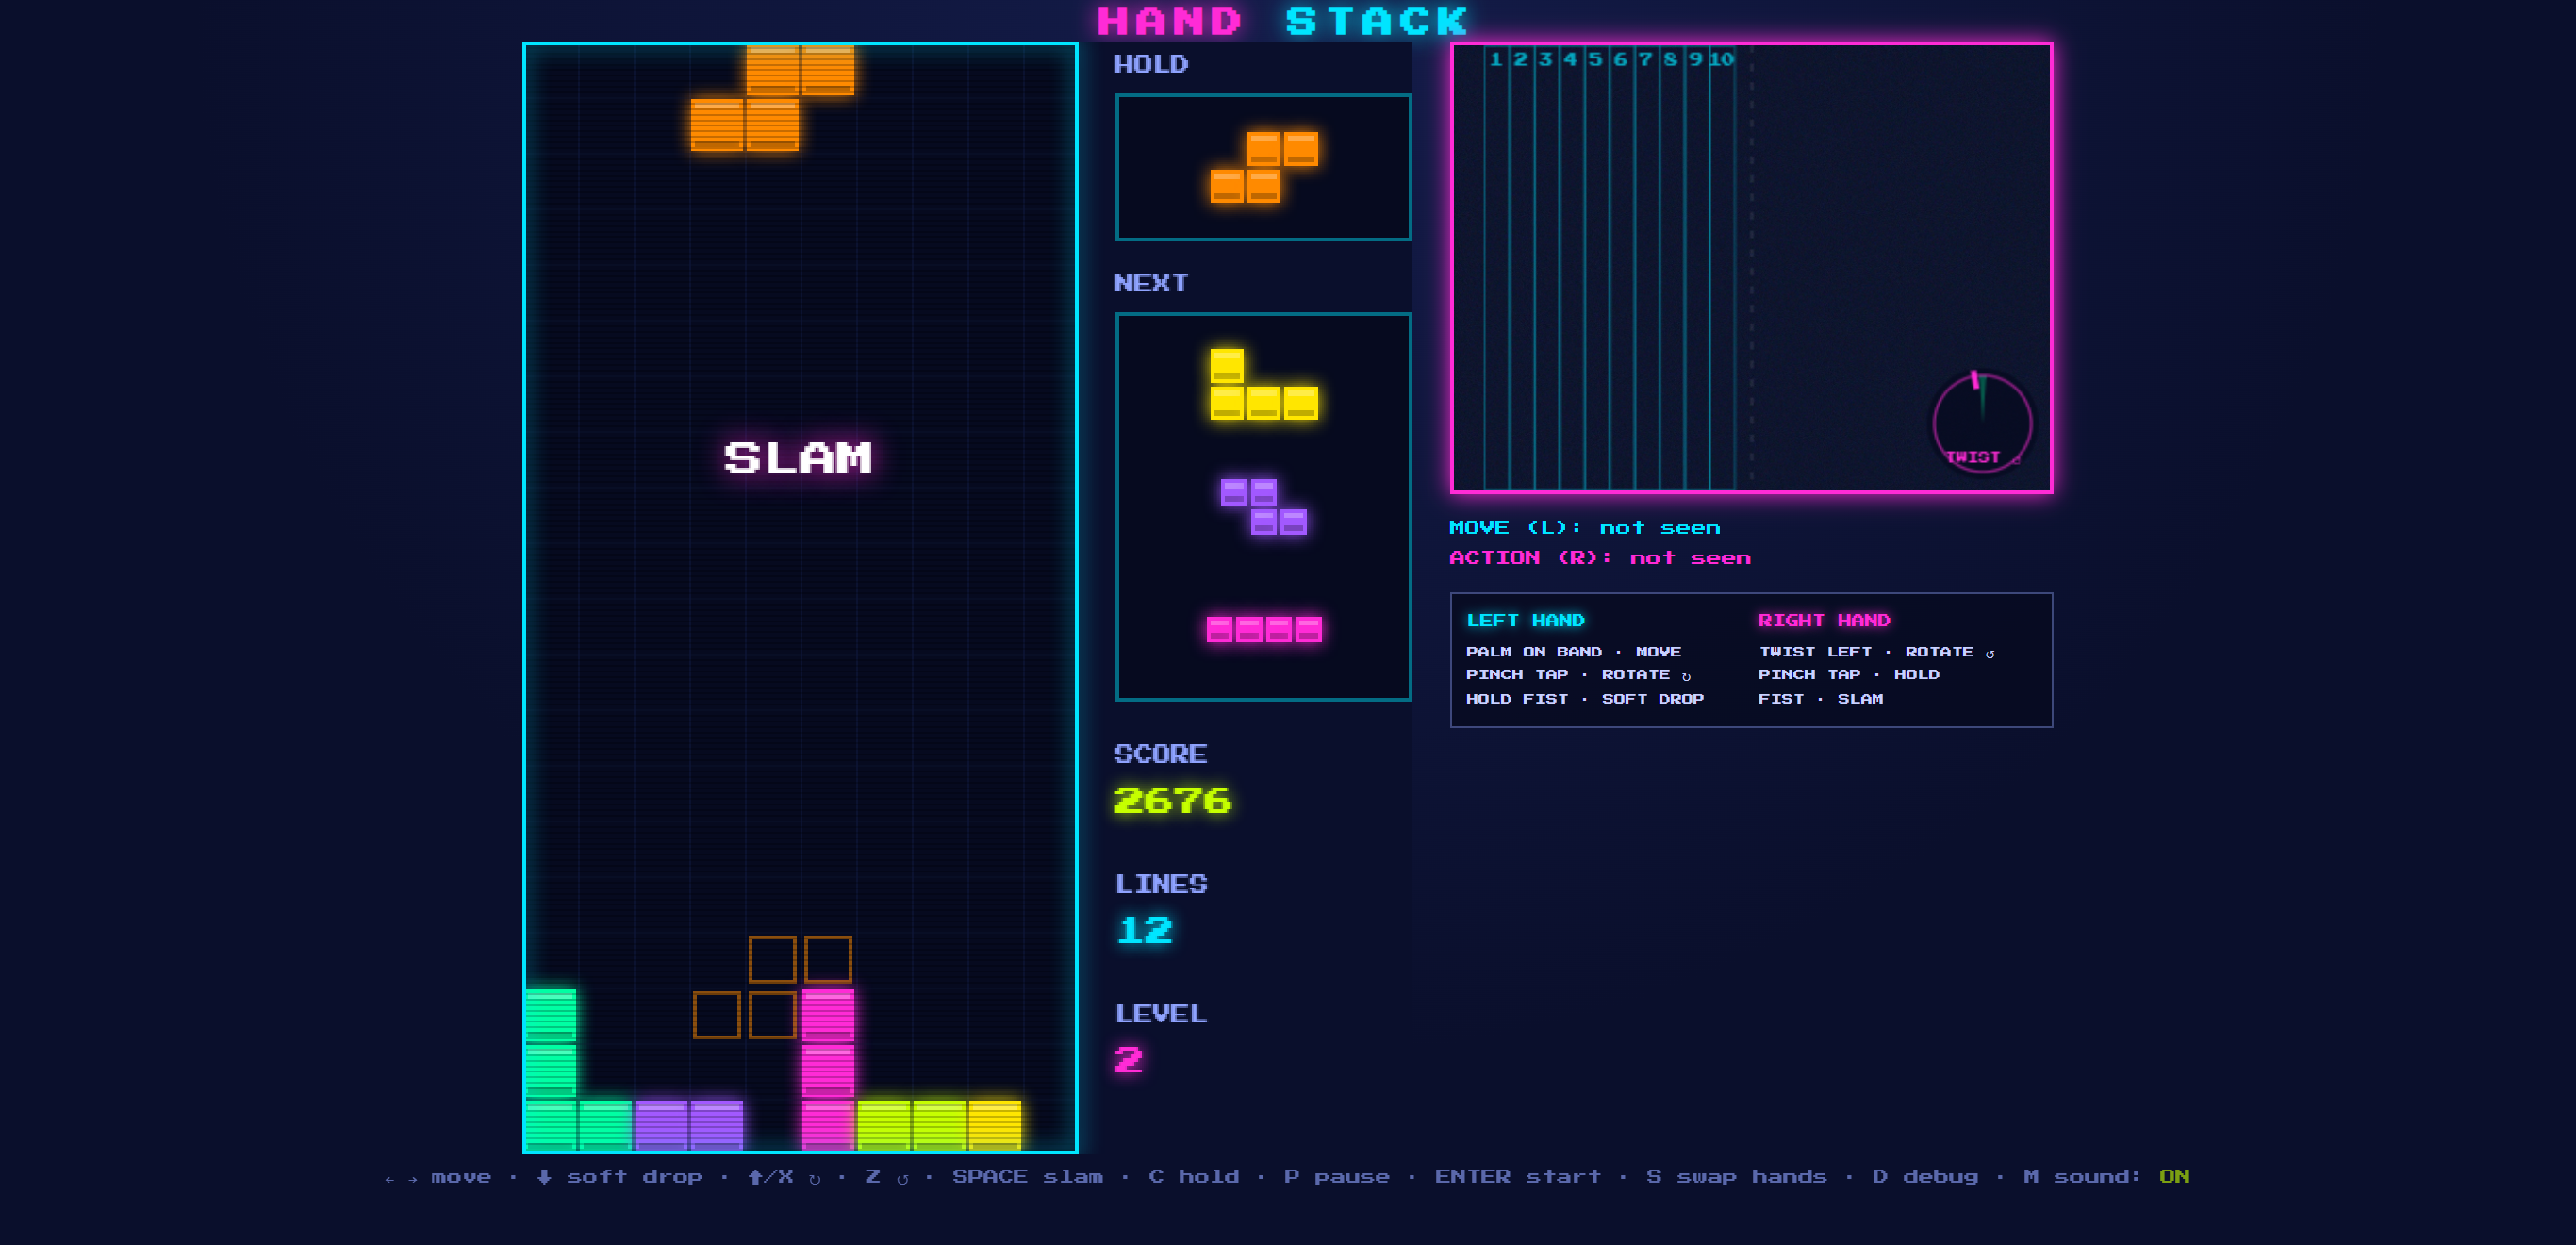 HAND STACK
HOLD
NEXT
SLAM
SCORE
2676
LINES
12
LEVEL
2
1 2 3 4 5 6 7 8 9 10
TWIST
MOVE (L): not seen
ACTION (R): not seen
LEFT HAND
PALM ON BAND · MOVE
PINCH TAP · ROTATE ↻
HOLD FIST · SOFT DROP
RIGHT HAND
TWIST LEFT · ROTATE ↺
PINCH TAP · HOLD
FIST · SLAM
← → move · ⬇ soft drop · ⬆/X ↻ · Z ↺ · SPACE slam · C hold · P pause · ENTER start · S swap hands · D debug · M sound: ON